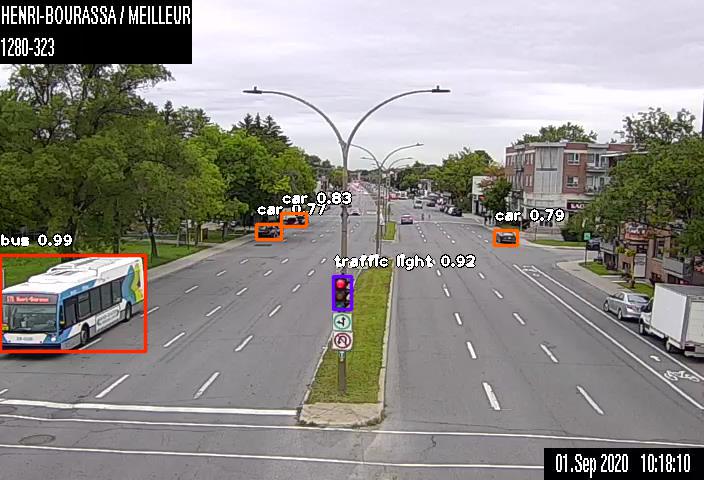 HENRI-BOURASSA / MEILLEUR
1280-323
car 0.83
car 0.77
car 0.79
bus 0.99
traffic light 0.92
01.Sep 2020 10:18:10